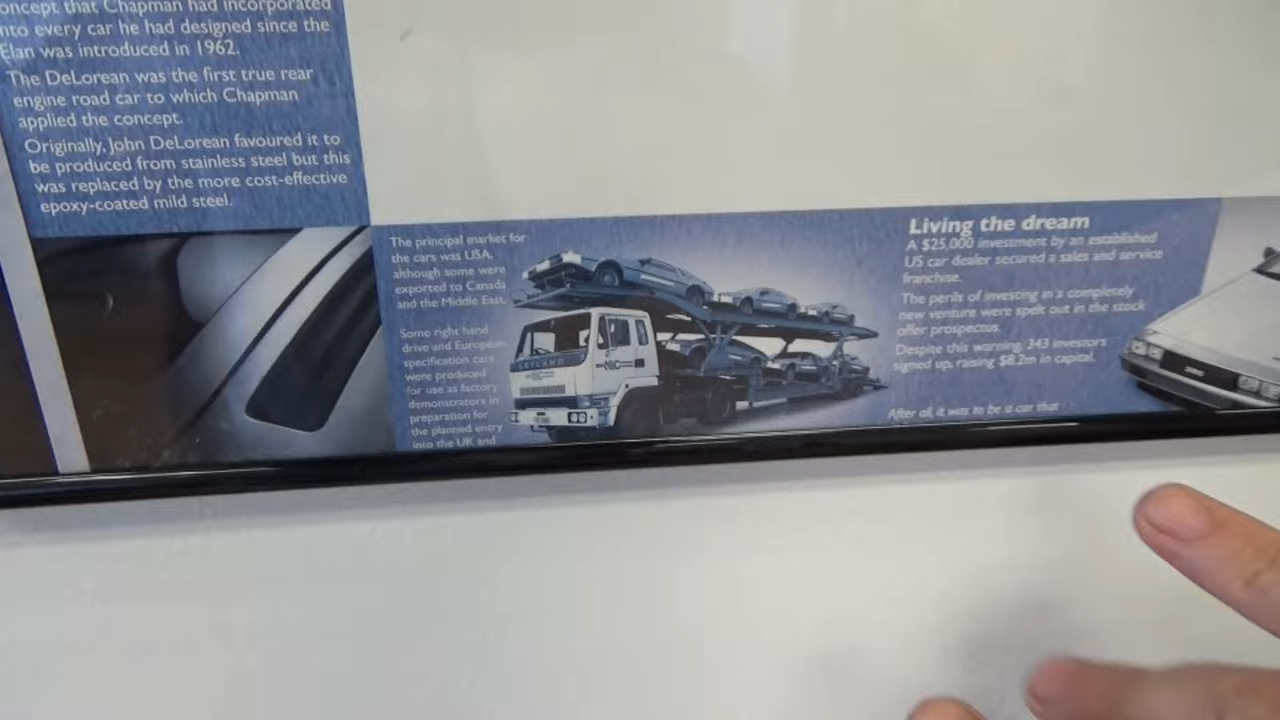 oncept that Chapman had incorporated
nto every car he had designed since the
Elan was introduced in 1962.
The DeLorean was the first true rear
engine road car to which Chapman
applied the concept.
Originally, John DeLorean favoured it to
be produced from stainless steel but this
was replaced by the more cost-effective
epoxy-coated mild steel.
The principal market for
the cars was USA,
although some were
exported to Canada
and the Middle East.
Some right hand
drive and European
specification cars
were produced
for use as factory
demonstrators in
preparation for
the planned entry
into the UK and
LEYLAND
Living the dream
A $25,000 investment by an established
US car dealer secured a sales and service
franchise.
The perils of investing in a completely
new venture were spelt out in the stock
offer prospectus.
Despite this warning, 343 investors
signed up, raising $8.2m in capital.
After all, it was to be a car that